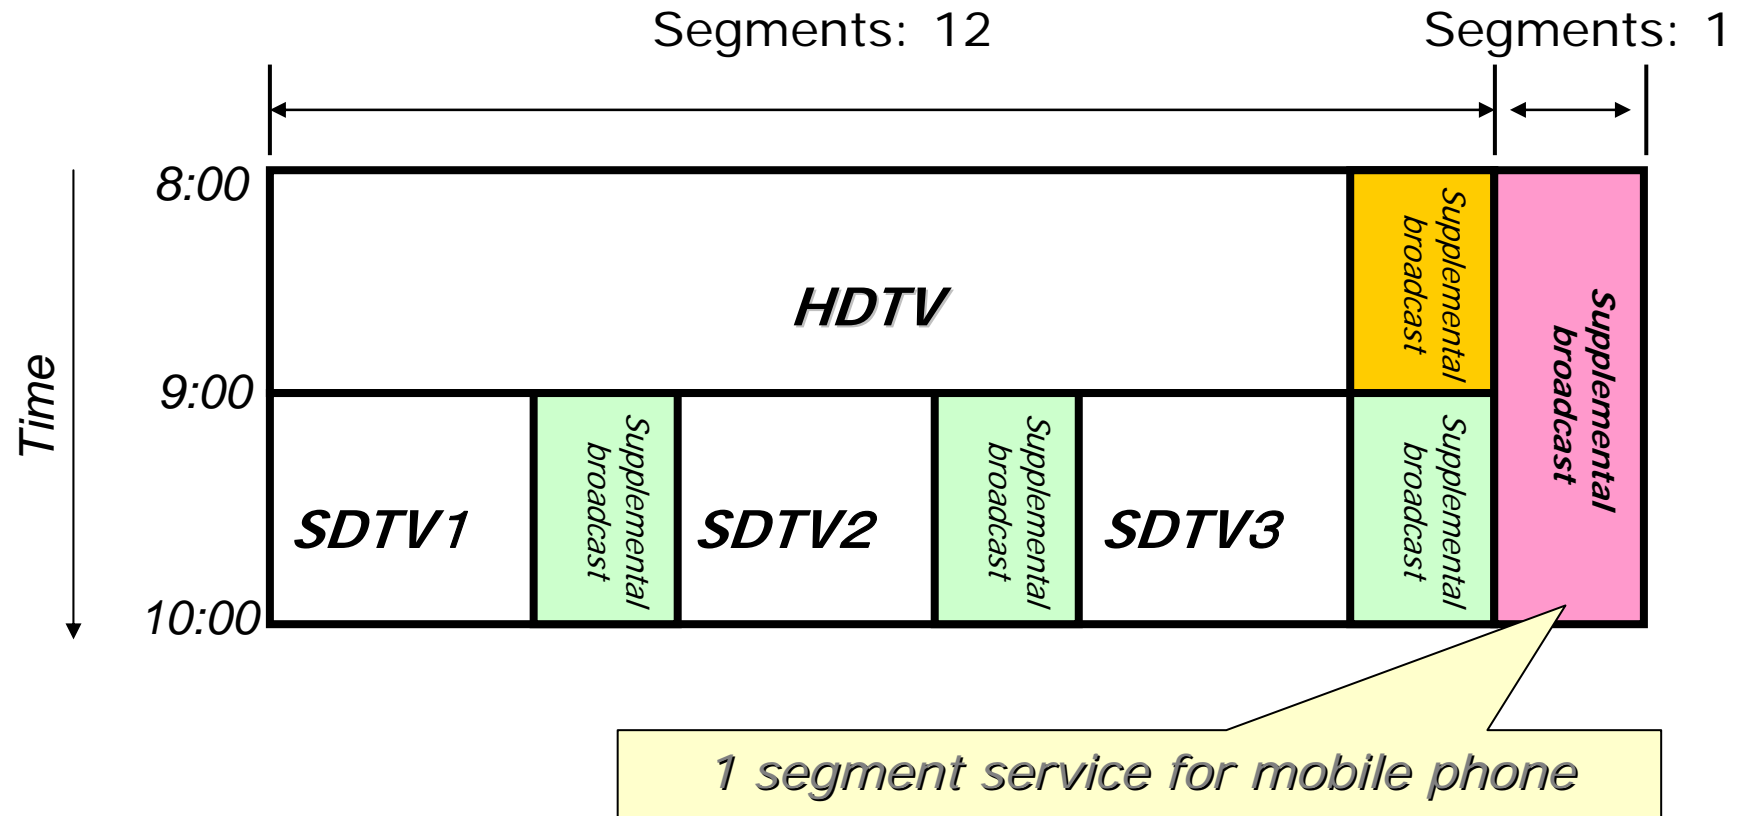 Segments: 12
Segments: 1
Time
8:00
9:00
10:00
HDTV
Supplemental
broadcast
Supplemental
broadcast
SDTV1
Supplemental
broadcast
SDTV2
Supplemental
broadcast
SDTV3
Supplemental
broadcast
1 segment service for mobile phone